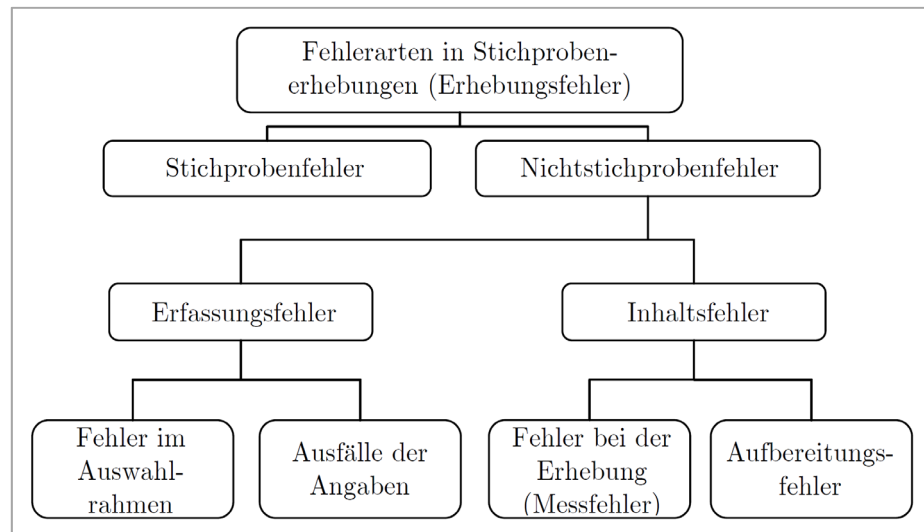 Fehlerarten in Stichproben-
erhebungen (Erhebungsfehler)
Stichprobenfehler
Nichtstichprobenfehler
Erfassungsfehler
Inhaltsfehler
Fehler im
Auswahl-
rahmen
Ausfälle der
Angaben
Fehler bei der
Erhebung
(Messfehler)
Aufbereitungs-
fehler